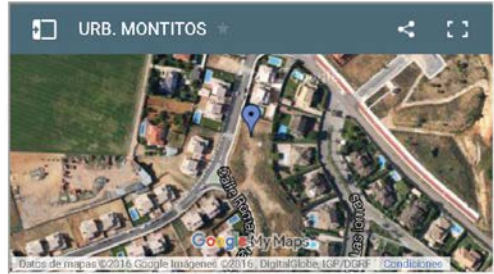 URB. MONTITOS
Google My Maps
Datos de mapas ©2016 Google Imágenes ©2016, DigitalGlobe, IGP/DGRF Condiciones